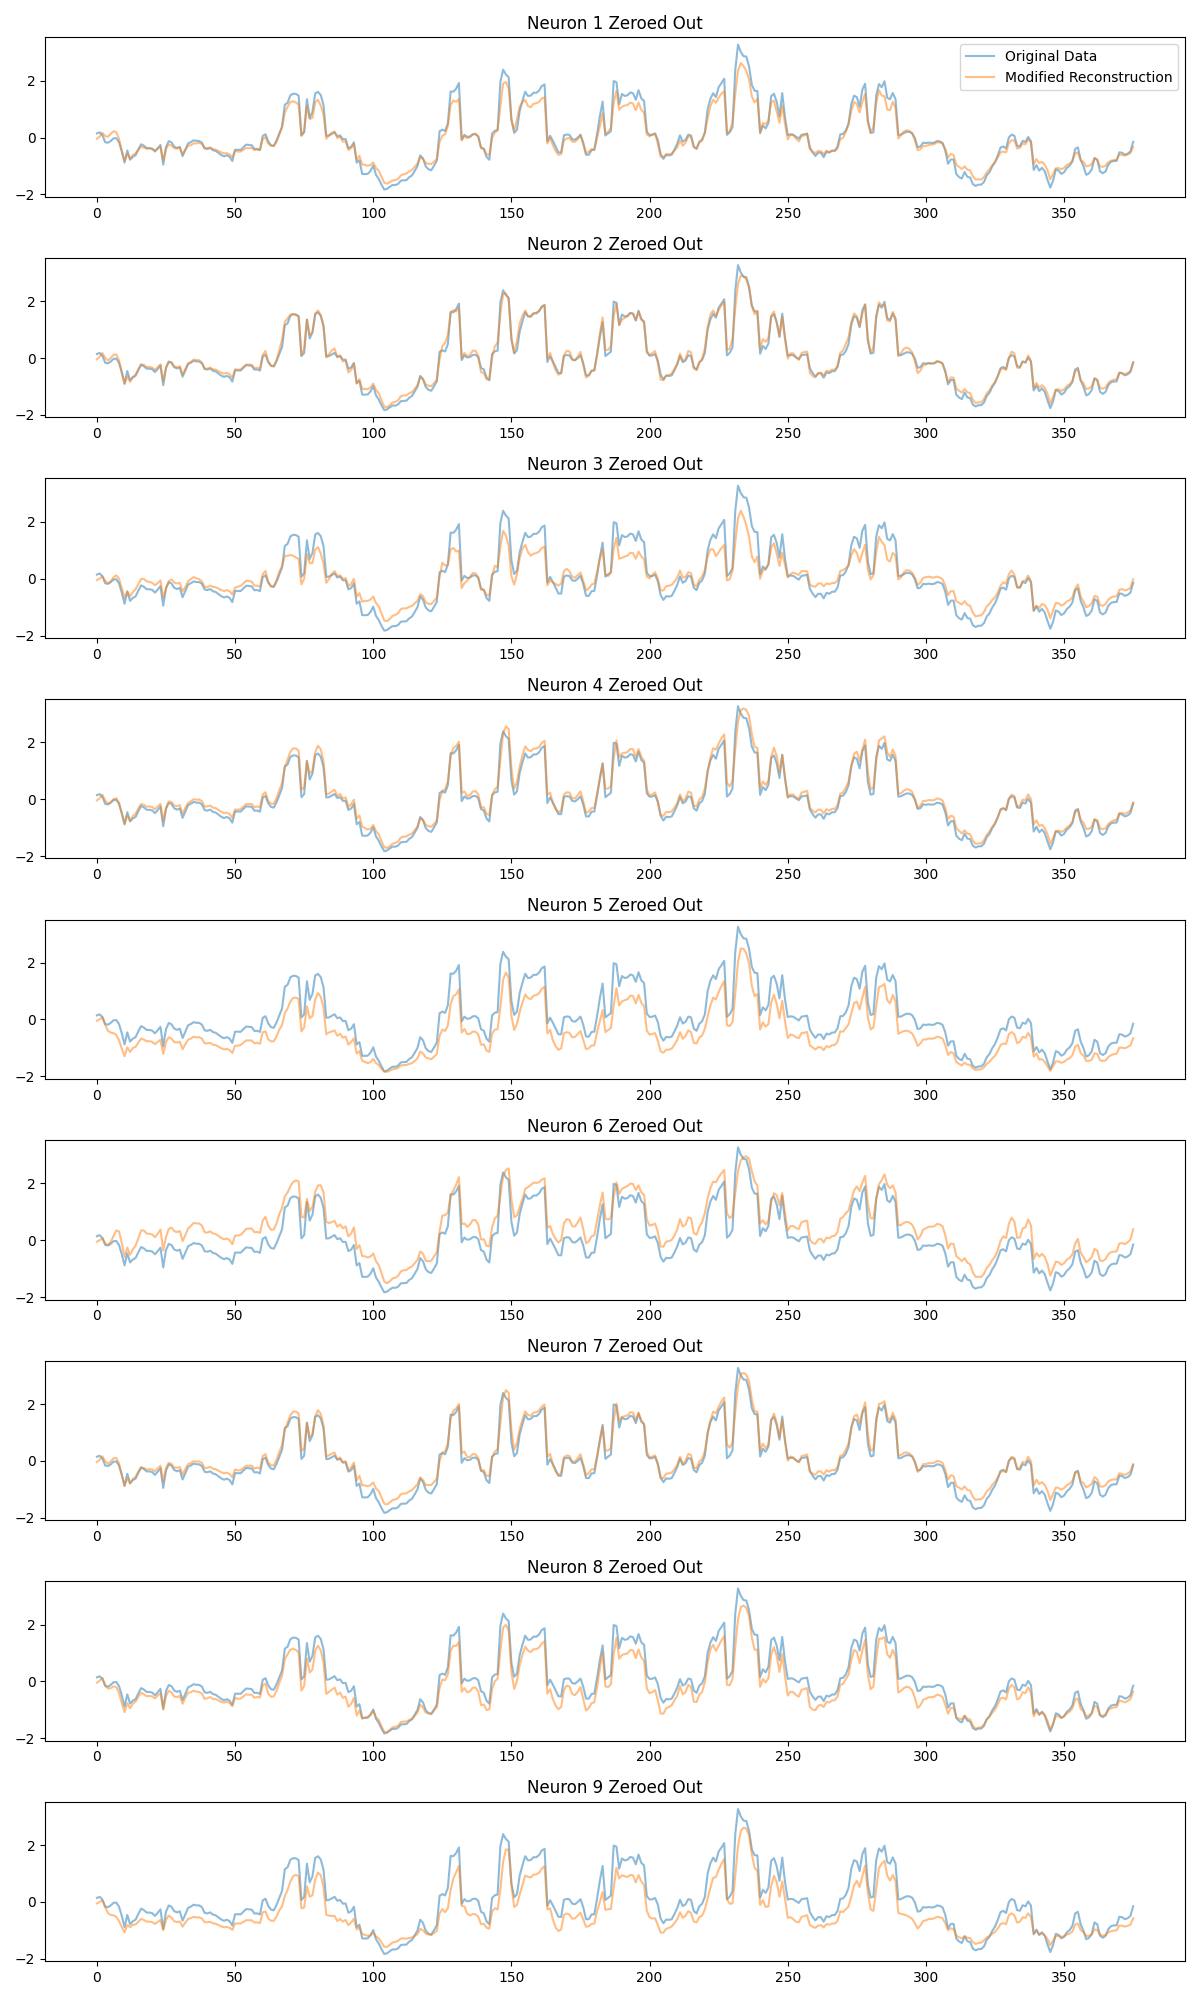 Neuron 1 Zeroed Out
Original Data
Modified Reconstruction
2
0
−2
0 50 100 150 200 250 300 350
Neuron 2 Zeroed Out
2
0
−2
0 50 100 150 200 250 300 350
Neuron 3 Zeroed Out
2
0
−2
0 50 100 150 200 250 300 350
Neuron 4 Zeroed Out
2
0
−2
0 50 100 150 200 250 300 350
Neuron 5 Zeroed Out
2
0
−2
0 50 100 150 200 250 300 350
Neuron 6 Zeroed Out
2
0
−2
0 50 100 150 200 250 300 350
Neuron 7 Zeroed Out
2
0
−2
0 50 100 150 200 250 300 350
Neuron 8 Zeroed Out
2
0
−2
0 50 100 150 200 250 300 350
Neuron 9 Zeroed Out
2
0
−2
0 50 100 150 200 250 300 350